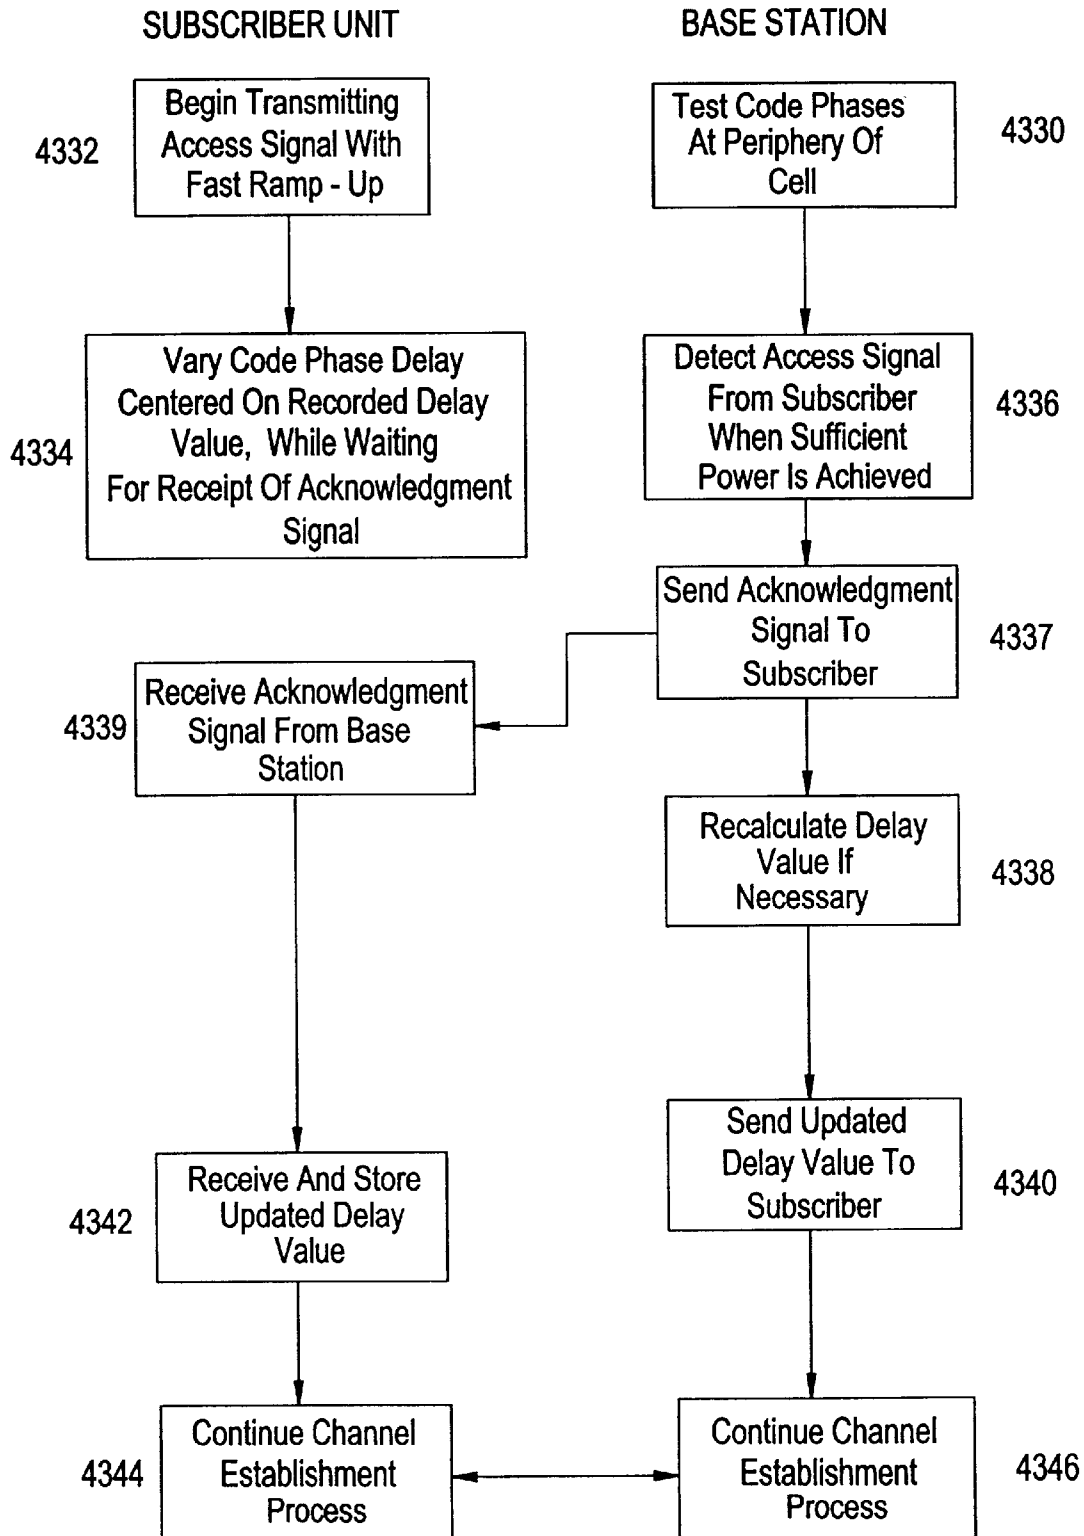 SUBSCRIBER UNIT
BASE STATION
Begin Transmitting
Access Signal With
Fast Ramp - Up
4332
Test Code Phases
At Periphery Of
Cell
4330
Vary Code Phase Delay
Centered On Recorded Delay
Value, While Waiting
For Receipt Of Acknowledgment
Signal
4334
Detect Access Signal
From Subscriber
When Sufficient
Power Is Achieved
4336
Send Acknowledgment
Signal To
Subscriber
4337
Receive Acknowledgment
Signal From Base
Station
4339
Recalculate Delay
Value If
Necessary
4338
Send Updated
Delay Value To
Subscriber
4340
Receive And Store
Updated Delay
Value
4342
Continue Channel
Establishment
Process
4344
Continue Channel
Establishment
Process
4346